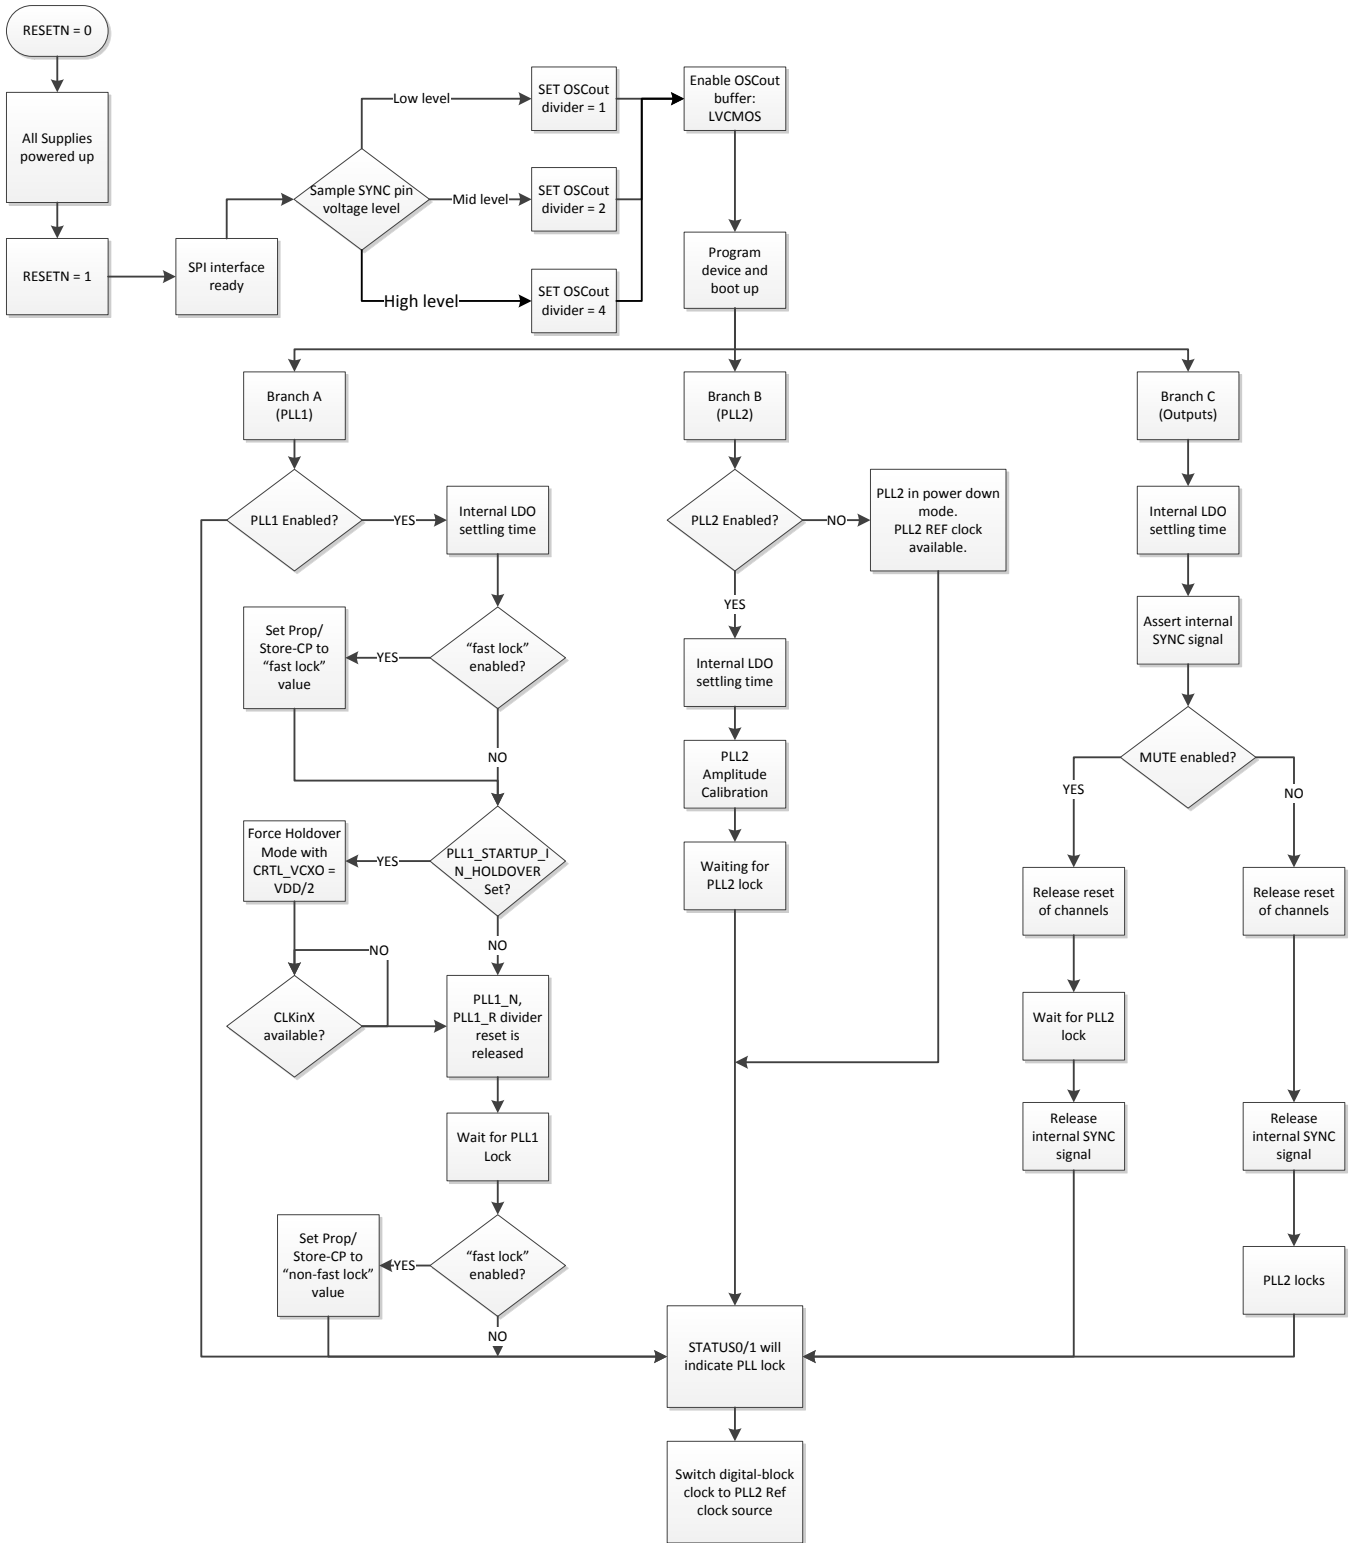 RESETN = 0
All Supplies
powered up
RESETN = 1
SPI interface
ready
Sample SYNC pin
voltage level
Low level
Mid level
High level
SET OSCout
divider = 1
SET OSCout
divider = 2
SET OSCout
divider = 4
Enable OSCout
buffer:
LVCMOS
Program
device and
boot up
Branch A
(PLL1)
PLL1 Enabled?
YES
Internal LDO
settling time
"fast lock"
enabled?
YES
Set Prop/
Store-CP to
"fast lock"
value
NO
PLL1_STARTUP_I
N_HOLDOVER
Set?
YES
Force Holdover
Mode with
CRTL_VCXO =
VDD/2
NO
NO
CLKinX
available?
PLL1_N,
PLL1_R divider
reset is
released
Wait for PLL1
Lock
"fast lock"
enabled?
YES
Set Prop/
Store-CP to
"non-fast lock"
value
NO
Branch B
(PLL2)
PLL2 Enabled?
NO
PLL2 in power down
mode.
PLL2 REF clock
available.
YES
Internal LDO
settling time
PLL2
Amplitude
Calibration
Waiting for
PLL2 lock
Branch C
(Outputs)
Internal LDO
settling time
Assert internal
SYNC signal
MUTE enabled?
YES
NO
Release reset
of channels
Wait for PLL2
lock
Release
internal SYNC
signal
Release reset
of channels
Release
internal SYNC
signal
PLL2 locks
STATUS0/1 will
indicate PLL lock
Switch digital-block
clock to PLL2 Ref
clock source